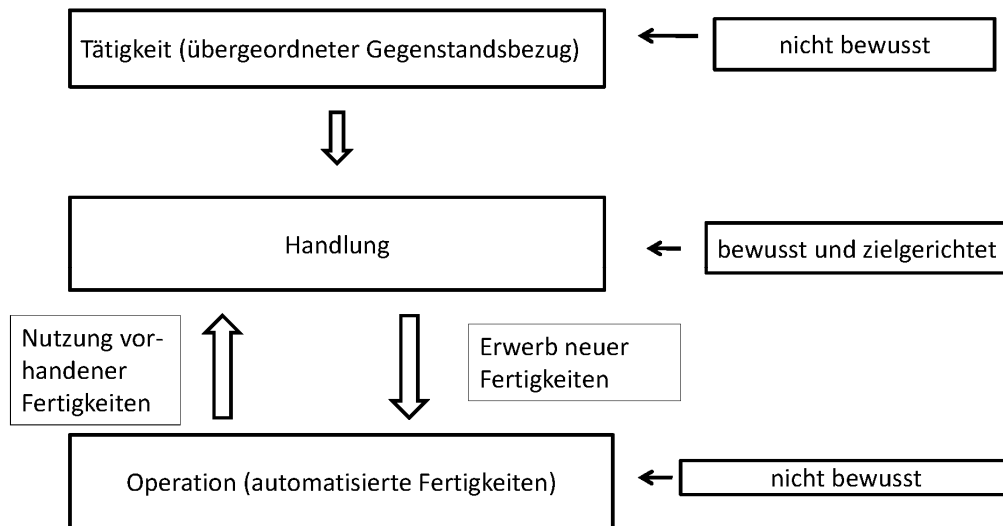 Tätigkeit (übergeordneter Gegenstandsbezug)
nicht bewusst
Handlung
bewusst und zielgerichtet
Nutzung vor-
handener
Fertigkeiten
Erwerb neuer
Fertigkeiten
Operation (automatisierte Fertigkeiten)
nicht bewusst